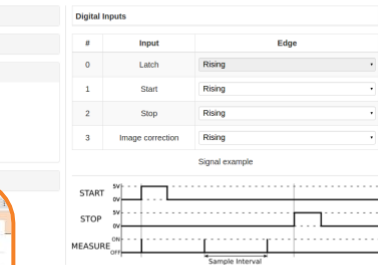 Digital Inputs
# Input Edge
0 Latch Rising
1 Start Rising
2 Stop Rising
3 Image correction Rising
Signal example
START 5V
0V
STOP 5V
0V
MEASURE ON
OFF
Sample Interval